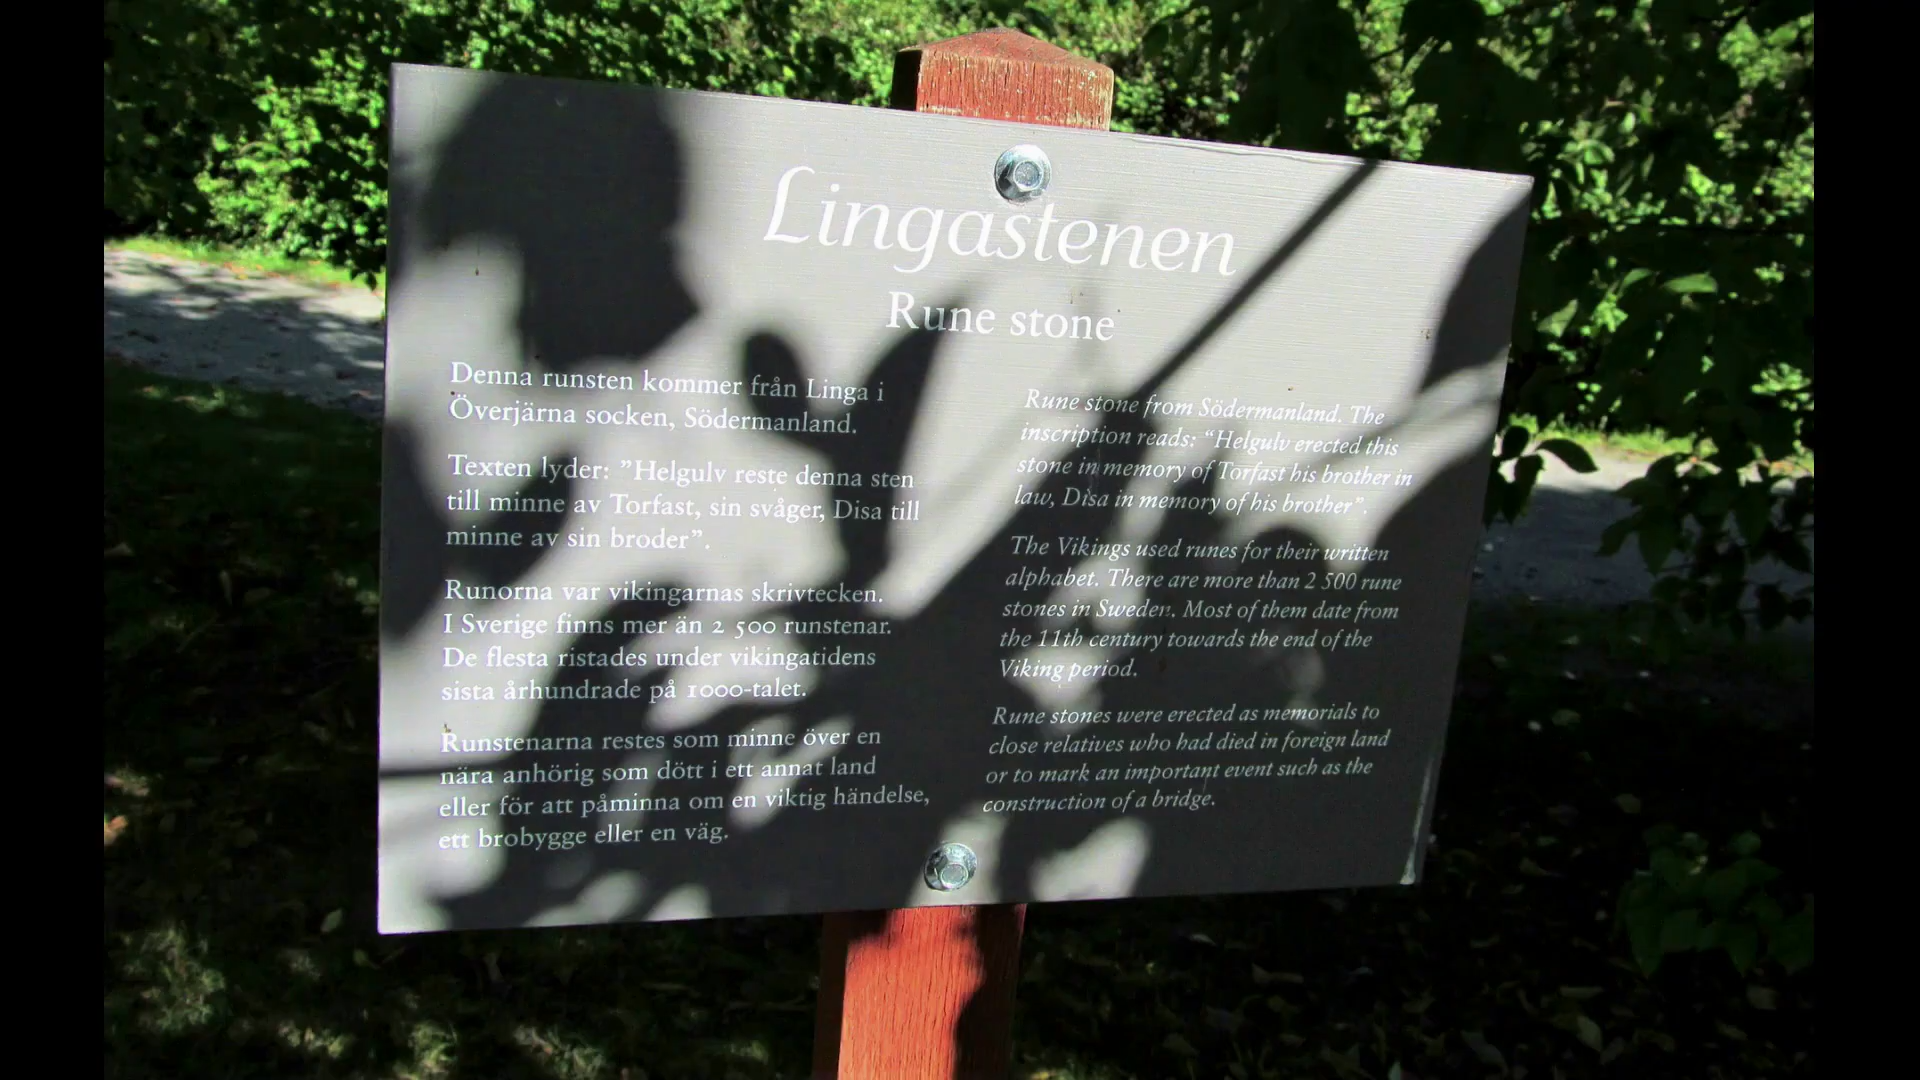 Lingastenen
Rune stone
Denna runsten kommer från Linga i
Överjärna socken, Södermanland.
Texten lyder: ”Helgulv reste denna sten
till minne av Torfast, sin svåger, Disa till
minne av sin broder”.
Runorna var vikingarnas skrivtecken.
I Sverige finns mer än 2 500 runstenar.
De flesta ristades under vikingatidens
sista århundrade på 1000-talet.
Runstenarna restes som minne över en
nära anhörig som dött i ett annat land
eller för att påminna om en viktig händelse,
ett brobygge eller en väg.
Rune stone from Södermanland. The
inscription reads: “Helgulv erected this
stone in memory of Torfast his brother in
law, Disa in memory of his brother”.
The Vikings used runes for their written
alphabet. There are more than 2 500 rune
stones in Sweden. Most of them date from
the 11th century towards the end of the
Viking period.
Rune stones were erected as memorials to
close relatives who had died in foreign land
or to mark an important event such as the
construction of a bridge.